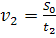 v₂ = s₀/t₂